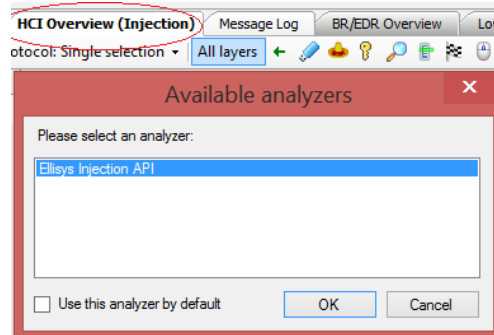 HCI Overview (Injection) Message Log BR/EDR Overview
otocol: Single selection All layers
Available analyzers
Please select an analyzer:
Ellisys Injection API
Use this analyzer by default OK Cancel